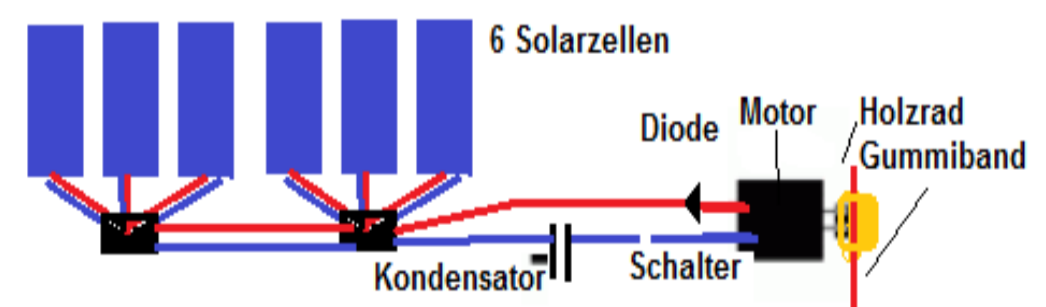 6 Solarzellen
Diode
Motor
Holzrad
Gummiband
Kondensator
Schalter